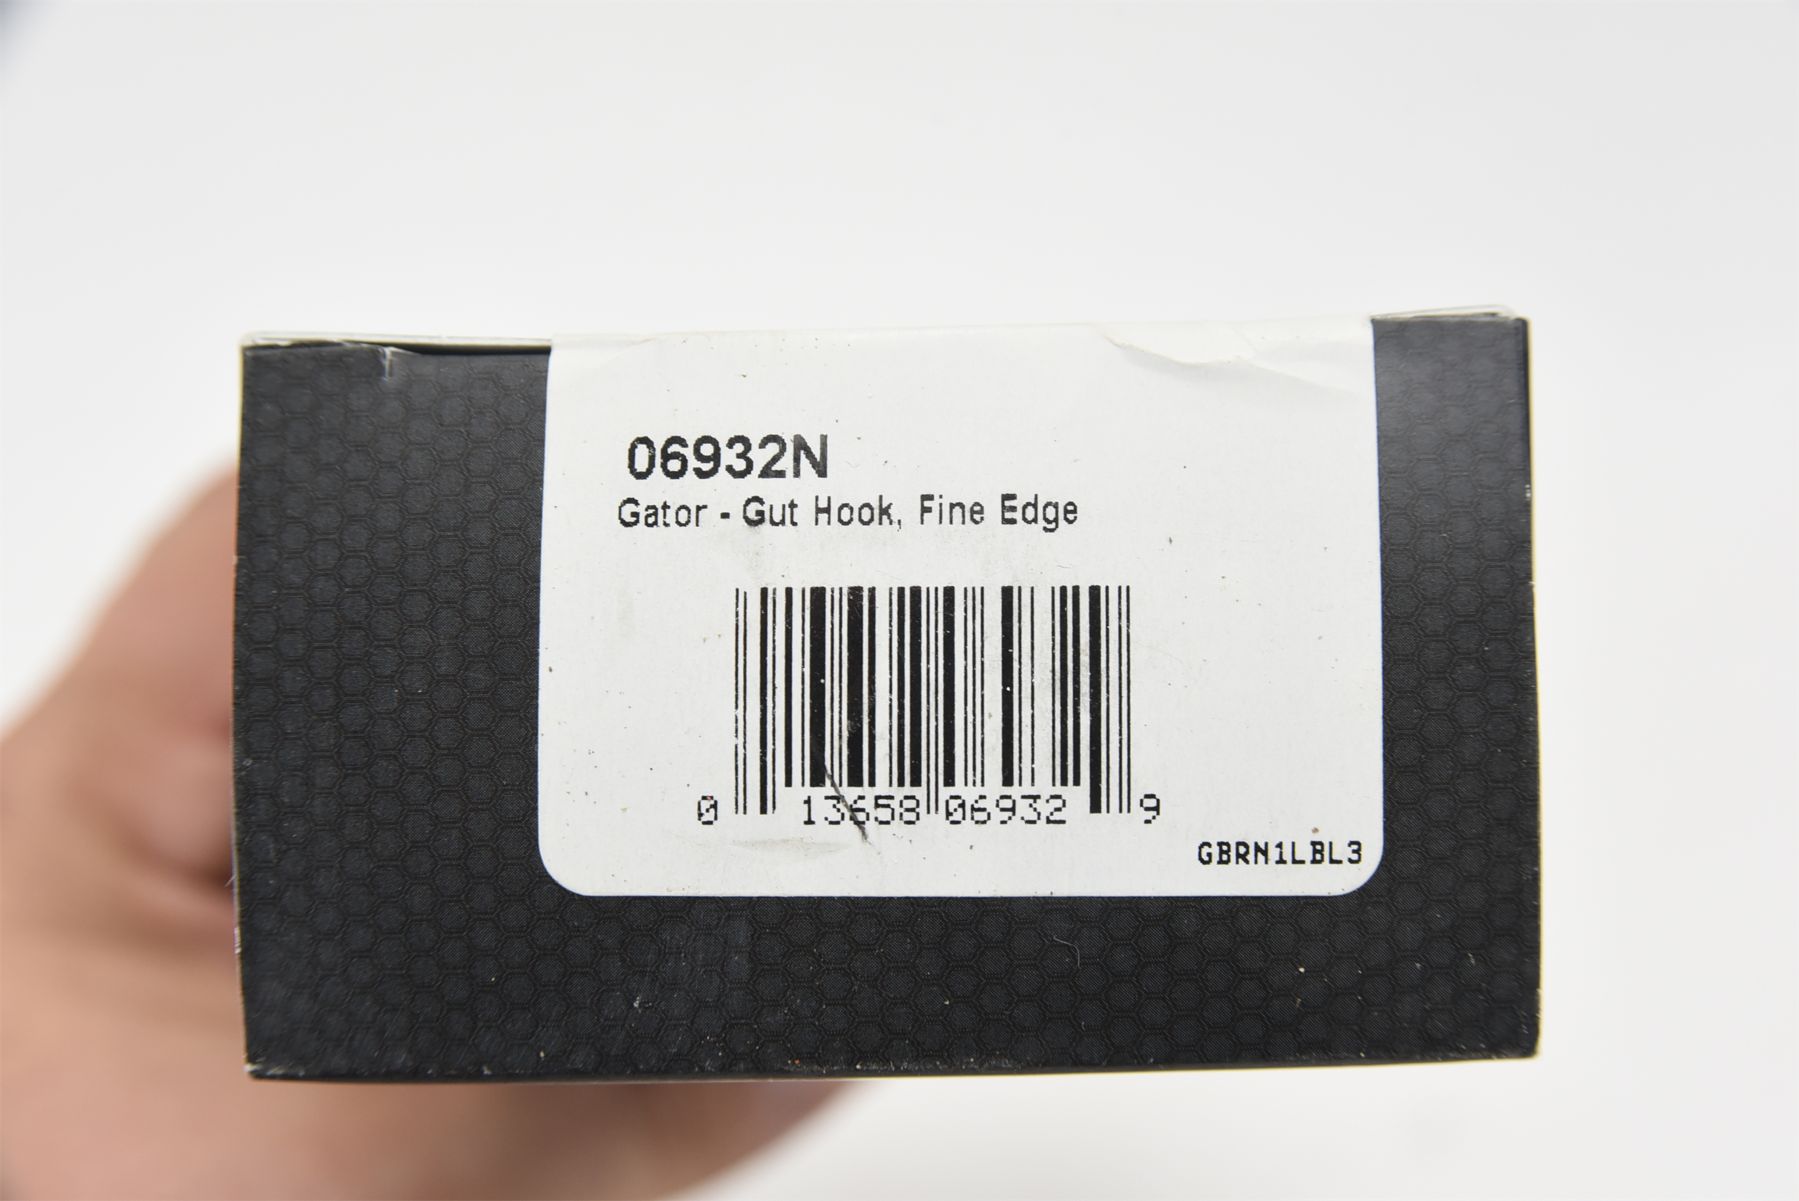 06932N
Gator - Gut Hook, Fine Edge
0 13658 06932 9
GBRN1LBL3